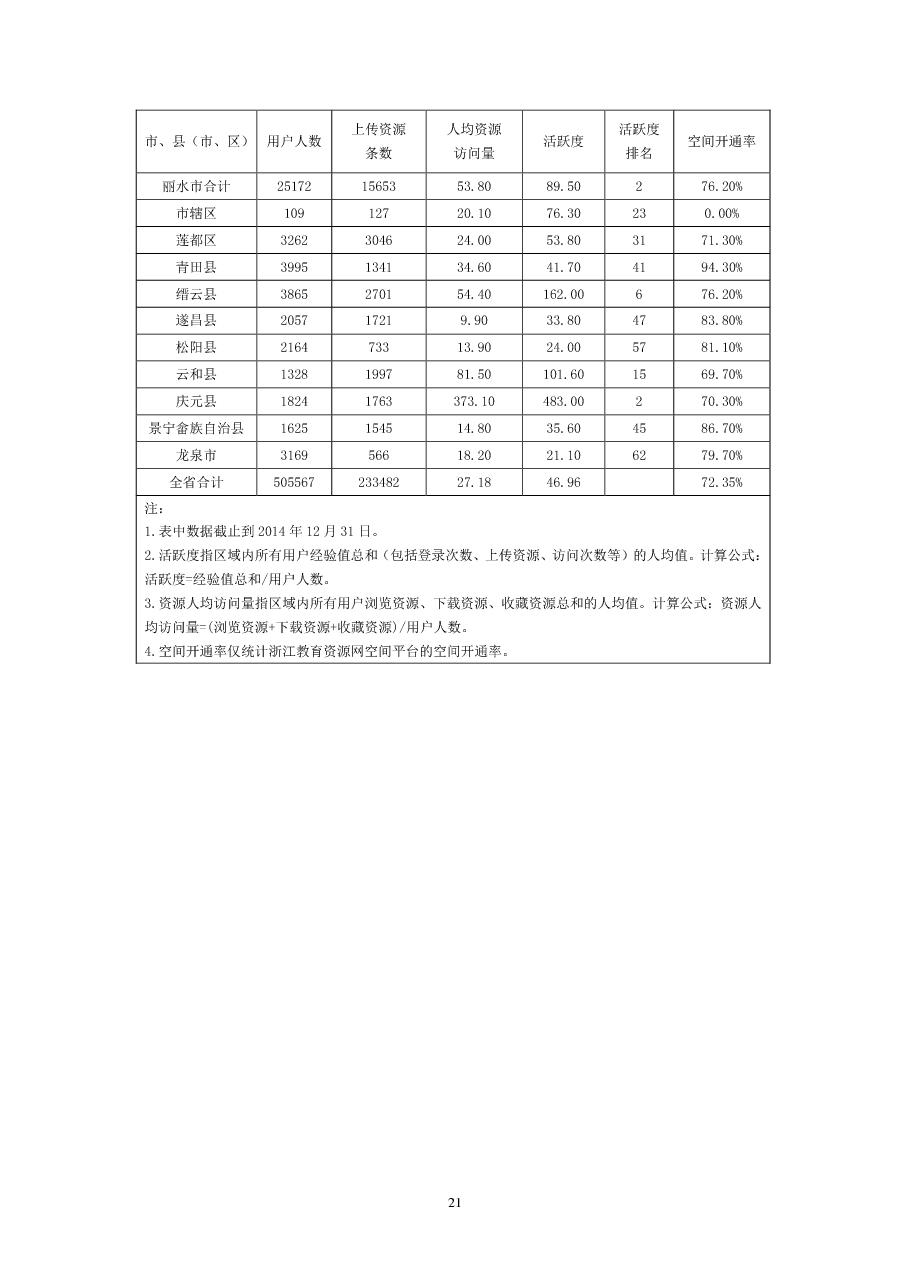 市、县（市、区） 用户人数 上传资源条数 人均资源访问量 活跃度 活跃度排名 空间开通率
丽水市合计 25172 15653 53.80 89.50 2 76.20%
市辖区 109 127 20.10 76.30 23 0.00%
莲都区 3262 3046 24.00 53.80 31 71.30%
青田县 3995 1341 34.60 41.70 41 94.30%
缙云县 3865 2701 54.40 162.00 6 76.20%
遂昌县 2057 1721 9.90 33.80 47 83.80%
松阳县 2164 733 13.90 24.00 57 81.10%
云和县 1328 1997 81.50 101.60 15 69.70%
庆元县 1824 1763 373.10 483.00 2 70.30%
景宁畲族自治县 1625 1545 14.80 35.60 45 86.70%
龙泉市 3169 566 18.20 21.10 62 79.70%
全省合计 505567 233482 27.18 46.96 72.35%
注：
1.表中数据截止到 2014 年 12 月 31 日。
2.活跃度指区域内所有用户经验值总和（包括登录次数、上传资源、访问次数等）的人均值。计算公式：
活跃度=经验值总和/用户人数。
3.资源人均访问量指区域内所有用户浏览资源、下载资源、收藏资源总和的人均值。计算公式：资源人
均访问量=(浏览资源+下载资源+收藏资源)/用户人数。
4.空间开通率仅统计浙江教育资源网空间平台的空间开通率。
21